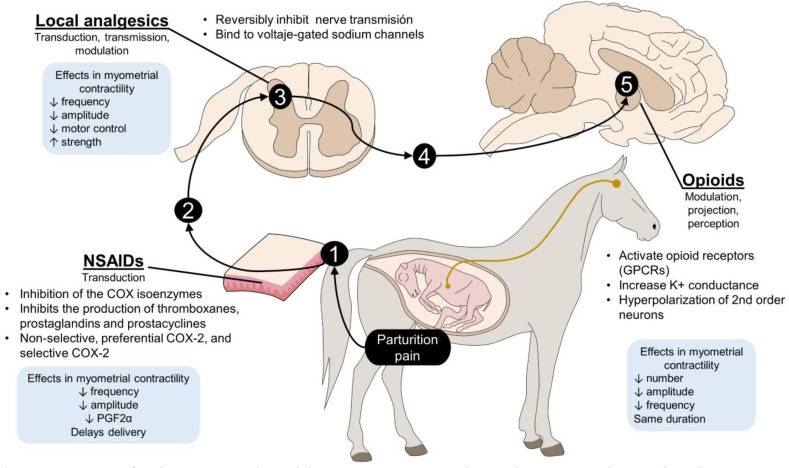 Local analgesics
Transduction, transmission,
modulation
• Reversibly inhibit nerve transmisión
• Bind to voltaje-gated sodium channels
Effects in myometrial
contractility
↓ frequency
↓ amplitude
↓ motor control
↑ strength
3
5
4
2
1
Opioids
Modulation,
projection,
perception
• Activate opioid receptors
(GPCRs)
• Increase K+ conductance
• Hyperpolarization of 2nd order
neurons
Effects in myometrial
contractility
↓ number
↓ amplitude
↓ frequency
Same duration
NSAIDs
Transduction
• Inhibition of the COX isoenzymes
• Inhibits the production of thromboxanes,
prostaglandins and prostacyclines
• Non-selective, preferential COX-2, and
selective COX-2
Effects in myometrial contractility
↓ frequency
↓ amplitude
↓ PGF2α
Delays delivery
Parturition
pain